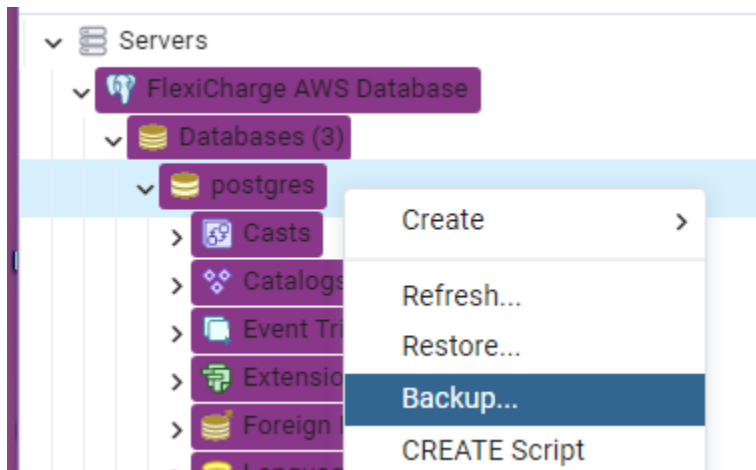 Servers
FlexiCharge AWS Database
Databases (3)
postgres
Casts
Catalogs
Event Tri
Extensio
Foreign
Create
Refresh...
Restore...
Backup...
CREATE Script